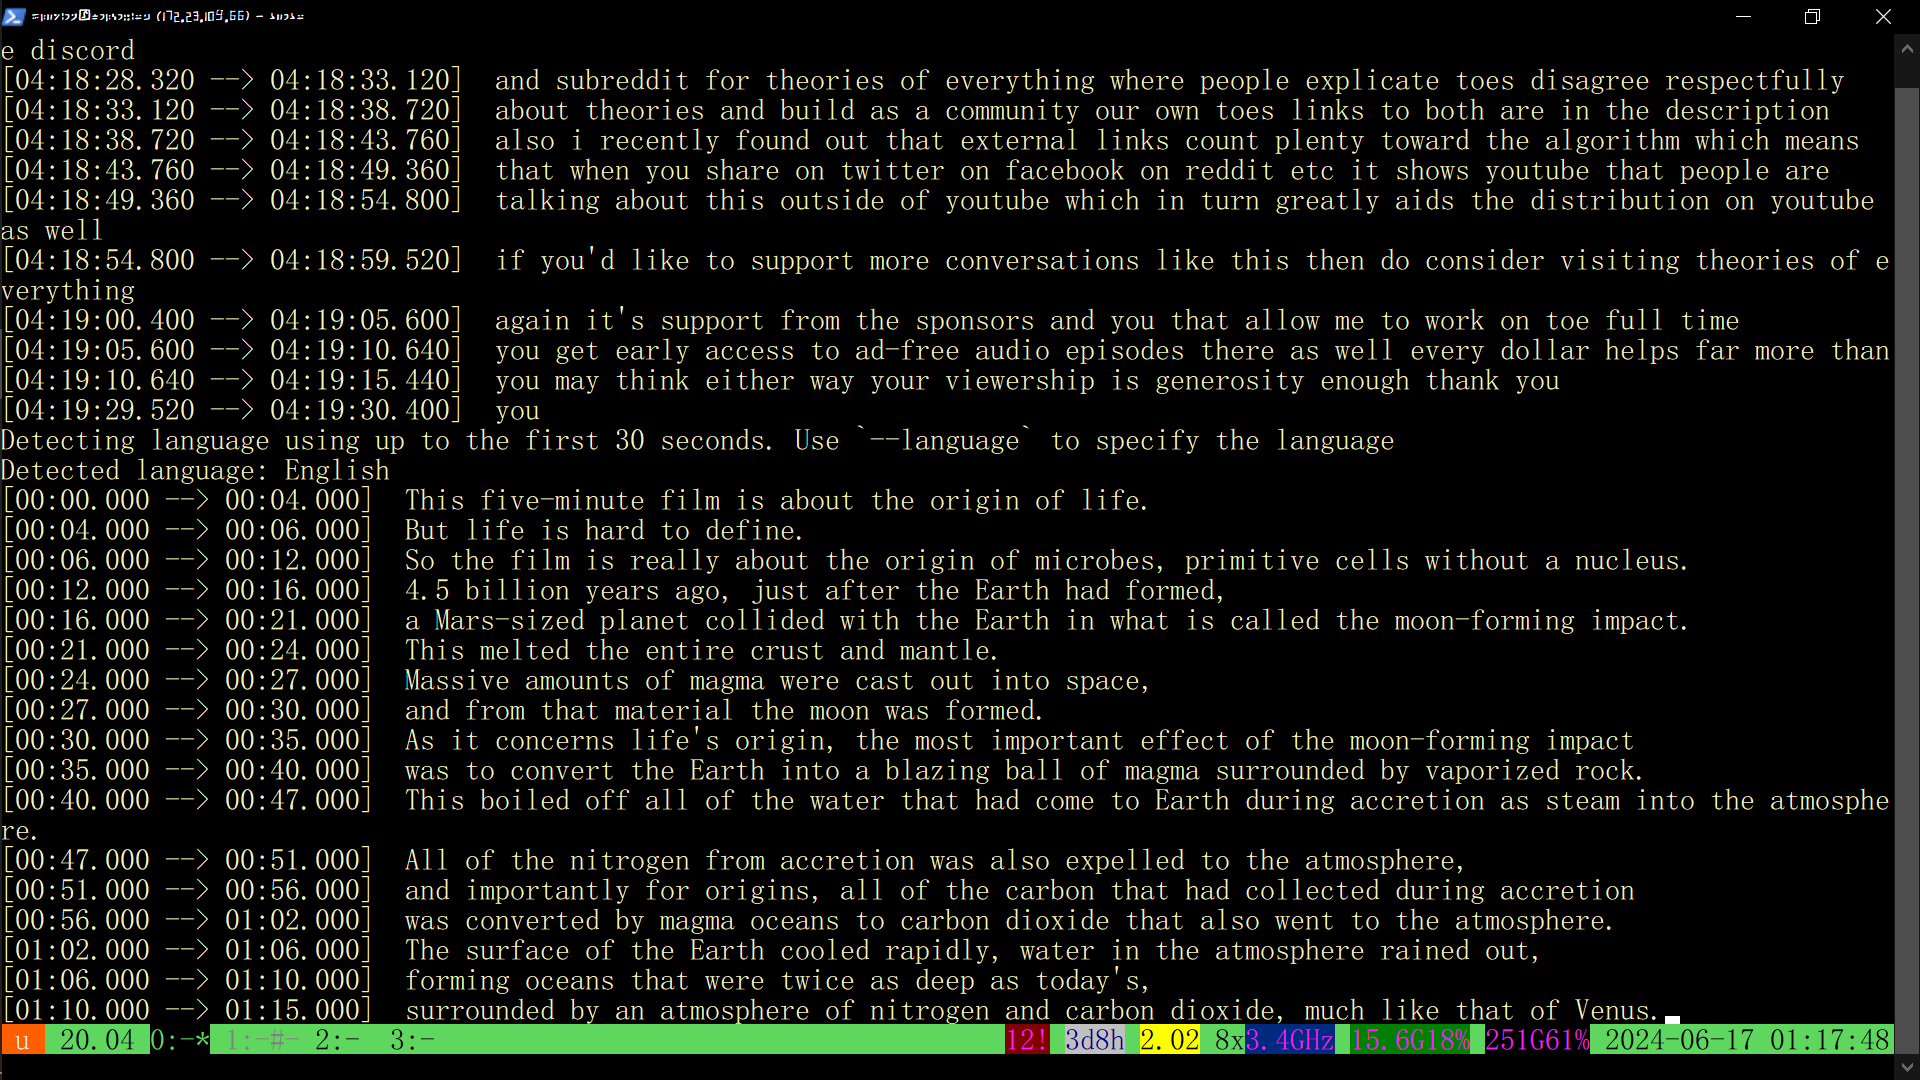 (172.23.109.66) -
e discord
[04:18:28.320 --> 04:18:33.120]  and subreddit for theories of everything where people explicate toes disagree respectfully
[04:18:33.120 --> 04:18:38.720]  about theories and build as a community our own toes links to both are in the description
[04:18:38.720 --> 04:18:43.760]  also i recently found out that external links count plenty toward the algorithm which means
[04:18:43.760 --> 04:18:49.360]  that when you share on twitter on facebook on reddit etc it shows youtube that people are
[04:18:49.360 --> 04:18:54.800]  talking about this outside of youtube which in turn greatly aids the distribution on youtube
as well
[04:18:54.800 --> 04:18:59.520]  if you'd like to support more conversations like this then do consider visiting theories of e
verything
[04:19:00.400 --> 04:19:05.600]  again it's support from the sponsors and you that allow me to work on toe full time
[04:19:05.600 --> 04:19:10.640]  you get early access to ad-free audio episodes there as well every dollar helps far more than
[04:19:10.640 --> 04:19:15.440]  you may think either way your viewership is generosity enough thank you
[04:19:29.520 --> 04:19:30.400]  you
Detecting language using up to the first 30 seconds. Use `--language` to specify the language
Detected language: English
[00:00.000 --> 00:04.000]  This five-minute film is about the origin of life.
[00:04.000 --> 00:06.000]  But life is hard to define.
[00:06.000 --> 00:12.000]  So the film is really about the origin of microbes, primitive cells without a nucleus.
[00:12.000 --> 00:16.000]  4.5 billion years ago, just after the Earth had formed,
[00:16.000 --> 00:21.000]  a Mars-sized planet collided with the Earth in what is called the moon-forming impact.
[00:21.000 --> 00:24.000]  This melted the entire crust and mantle.
[00:24.000 --> 00:27.000]  Massive amounts of magma were cast out into space,
[00:27.000 --> 00:30.000]  and from that material the moon was formed.
[00:30.000 --> 00:35.000]  As it concerns life's origin, the most important effect of the moon-forming impact
[00:35.000 --> 00:40.000]  was to convert the Earth into a blazing ball of magma surrounded by vaporized rock.
[00:40.000 --> 00:47.000]  This boiled off all of the water that had come to Earth during accretion as steam into the atmosphe
re.
[00:47.000 --> 00:51.000]  All of the nitrogen from accretion was also expelled to the atmosphere,
[00:51.000 --> 00:56.000]  and importantly for origins, all of the carbon that had collected during accretion
[00:56.000 --> 01:02.000]  was converted by magma oceans to carbon dioxide that also went to the atmosphere.
[01:02.000 --> 01:06.000]  The surface of the Earth cooled rapidly, water in the atmosphere rained out,
[01:06.000 --> 01:10.000]  forming oceans that were twice as deep as today's,
[01:10.000 --> 01:15.000]  surrounded by an atmosphere of nitrogen and carbon dioxide, much like that of Venus.
u 20.04 0:-* 1:-#- 2:- 3:- 12! 3d8h 2.02 8x3.4GHz 15.6G18% 251G61% 2024-06-17 01:17:48